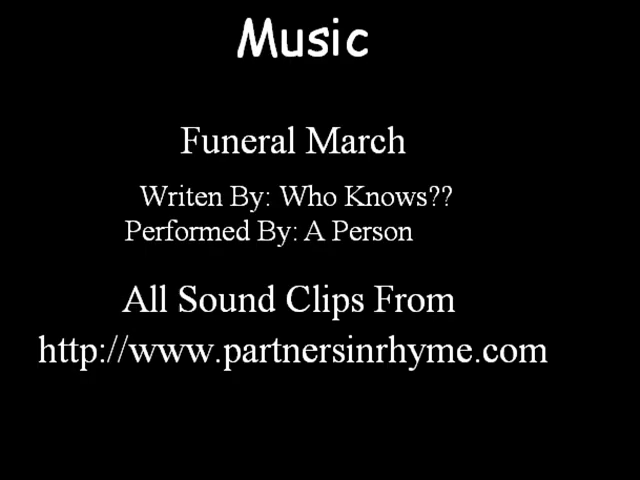 Music
Funeral March
Writen By: Who Knows??
Performed By: A Person
All Sound Clips From
http://www.partnersinrhyme.com